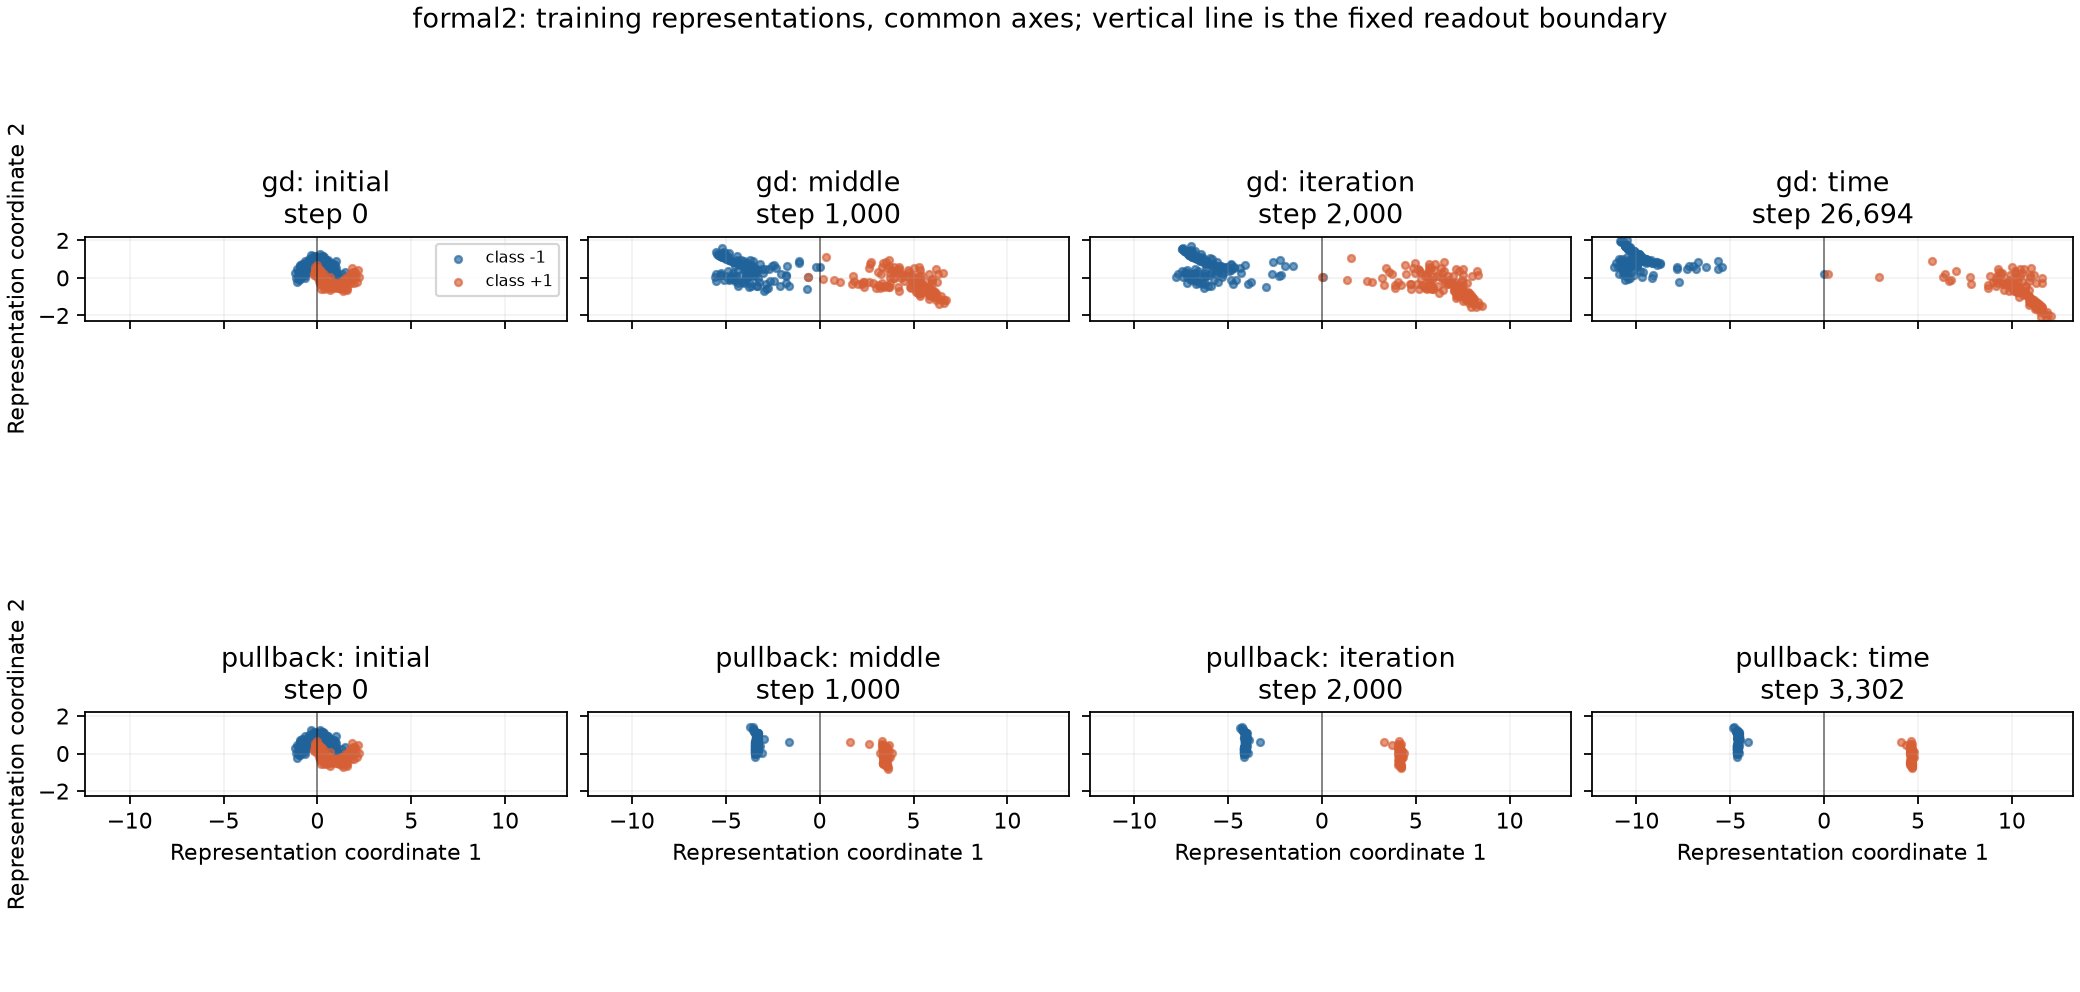 formal2: training representations, common axes; vertical line is the fixed readout boundary
Representation coordinate 2
gd: initial
step 0
gd: middle
step 1,000
gd: iteration
step 2,000
gd: time
step 26,694
2
0
−2
class -1
class +1
Representation coordinate 2
pullback: initial
step 0
pullback: middle
step 1,000
pullback: iteration
step 2,000
pullback: time
step 3,302
2
0
−2
−10 −5 0 5 10
−10 −5 0 5 10
−10 −5 0 5 10
−10 −5 0 5 10
Representation coordinate 1
Representation coordinate 1
Representation coordinate 1
Representation coordinate 1